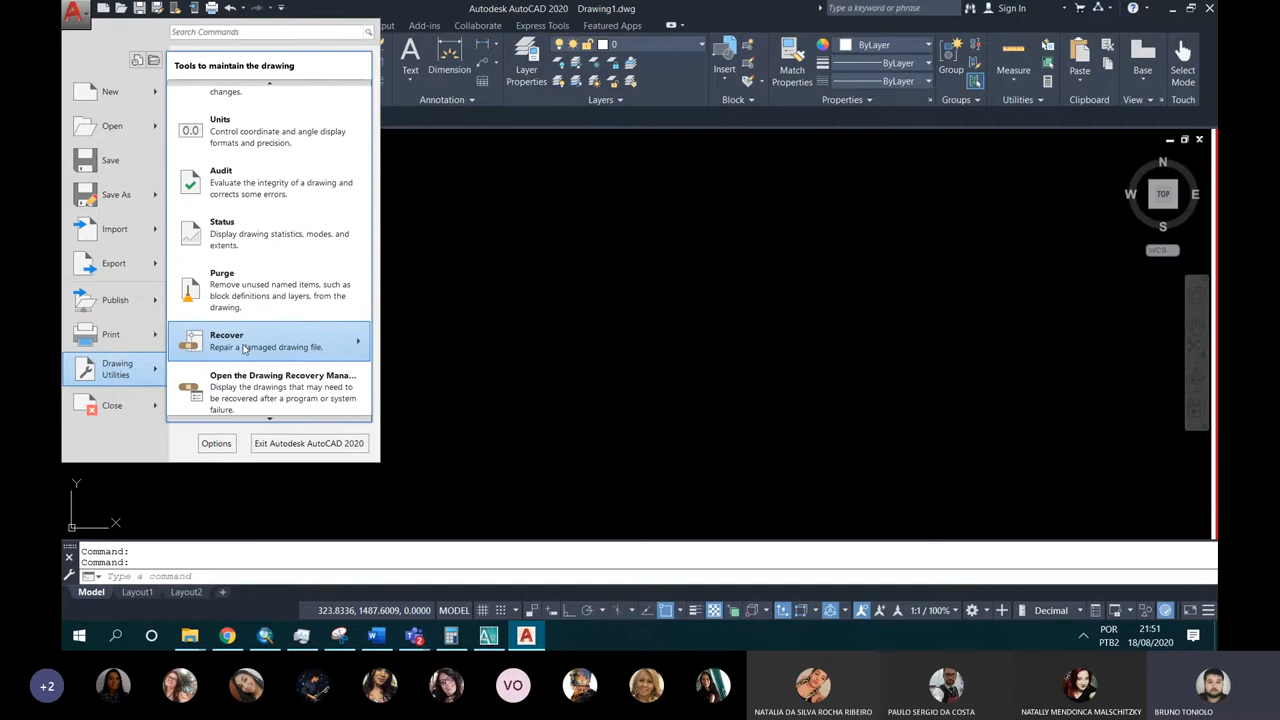 Autodesk AutoCAD 2020 Drawing1.dwg
Type a keyword or phrase
Sign In
Output
Add-ins
Collaborate
Express Tools
Featured Apps
Search Commands
Tools to maintain the drawing
changes.
Units
Control coordinate and angle display
formats and precision.
Audit
Evaluate the integrity of a drawing and
corrects some errors.
Status
Display drawing statistics, modes, and
extents.
Purge
Remove unused named items, such as
block definitions and layers, from the
drawing.
Recover
Repair a damaged drawing file.
Open the Drawing Recovery Mana...
Display the drawings that may need to
be recovered after a program or system
failure.
New
Open
Save
Save As
Import
Export
Publish
Print
Drawing
Utilities
Close
Options
Exit Autodesk AutoCAD 2020
Text
Dimension
Annotation
Layer
Properties
0
Layers
Insert
Block
Match
Properties
ByLayer
ByLayer
ByLayer
Properties
Group
Groups
Measure
Utilities
Paste
Clipboard
Base
View
Select
Mode
Touch
N
W
TOP
E
S
WCS
Y
X
Command:
Command:
Type a command
Model
Layout1
Layout2
323.8336, 1487.6009, 0.0000
MODEL
1:1 / 100%
Decimal
POR
PTB2
21:51
18/08/2020
+2
VO
NATALIA DA SILVA ROCHA RIBEIRO
PAULO SERGIO DA COSTA
NATALLY MENDONCA MALSCHITZKY
BRUNO TONIOLO